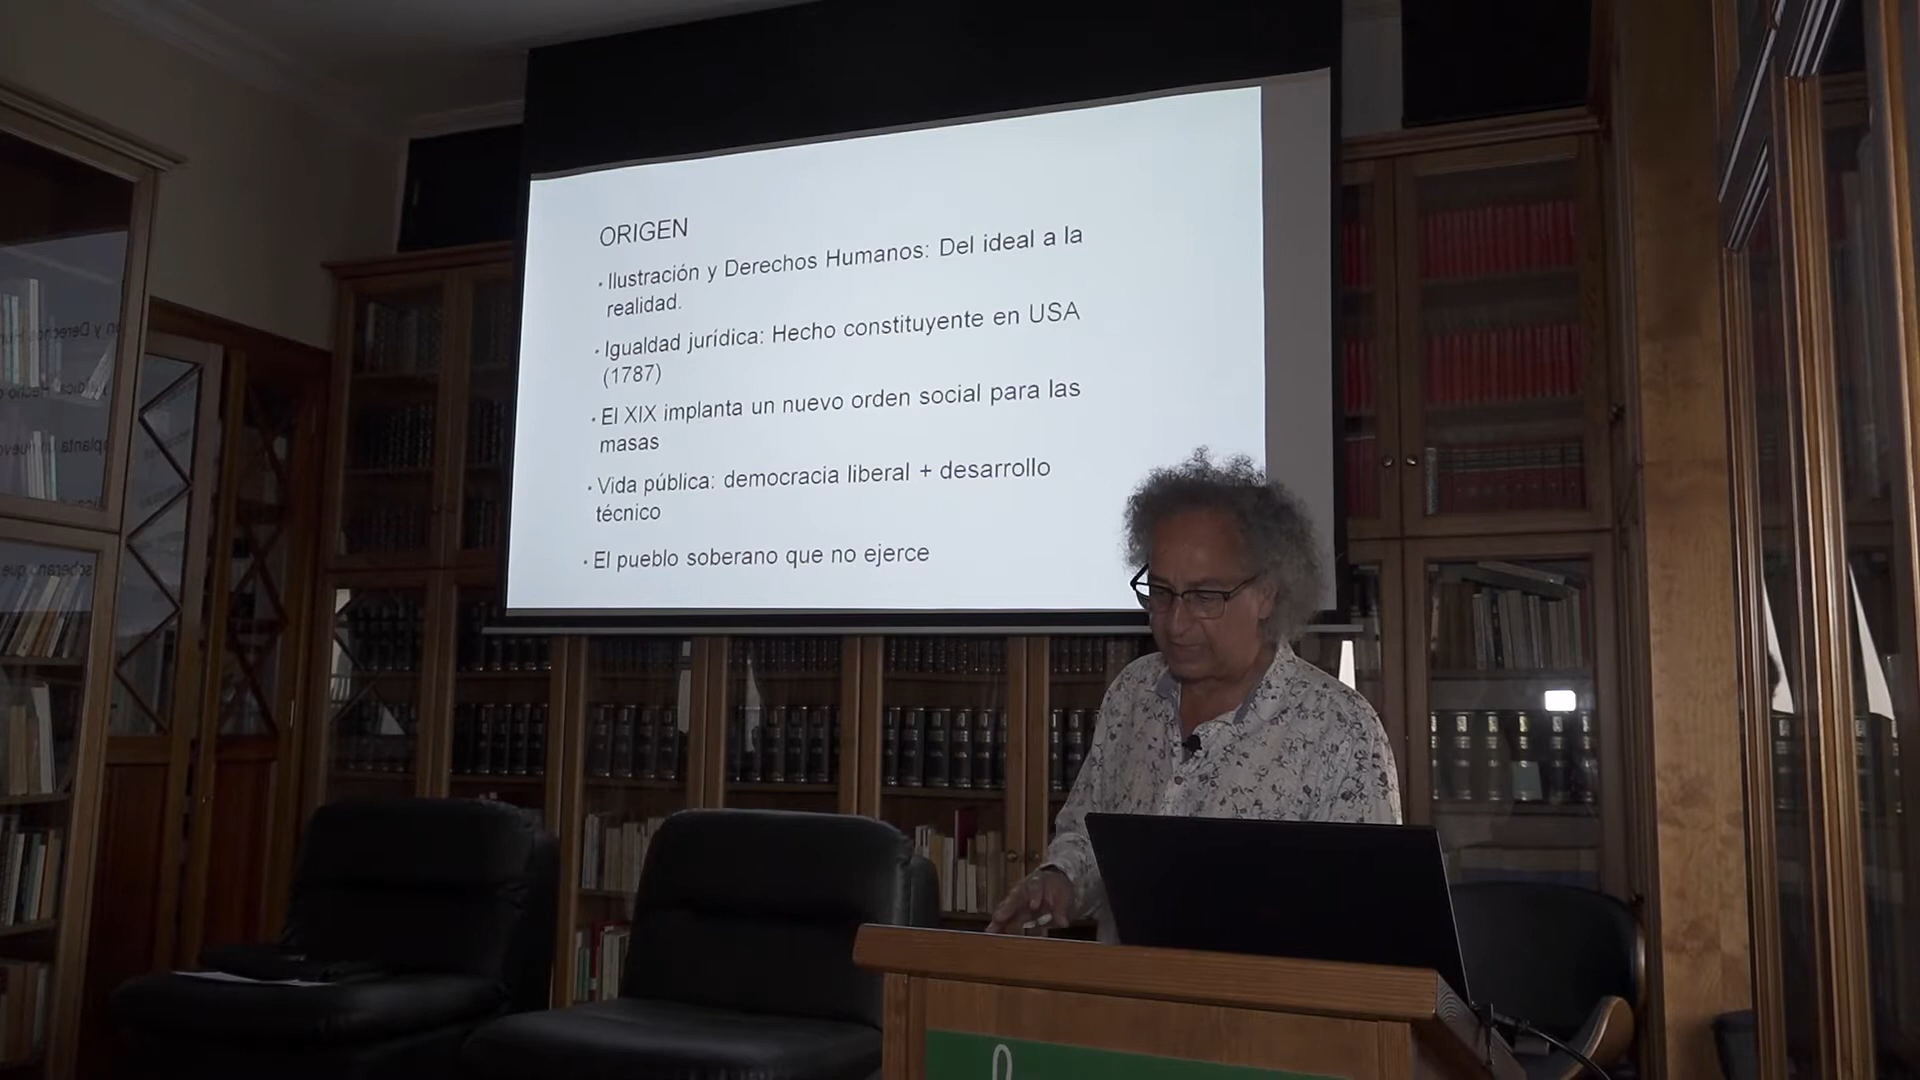 ORIGEN
· Ilustración y Derechos Humanos: Del ideal a la
realidad.
· Igualdad jurídica: Hecho constituyente en USA
(1787)
· El XIX implanta un nuevo orden social para las
masas
· Vida pública: democracia liberal + desarrollo
técnico
· El pueblo soberano que no ejerce